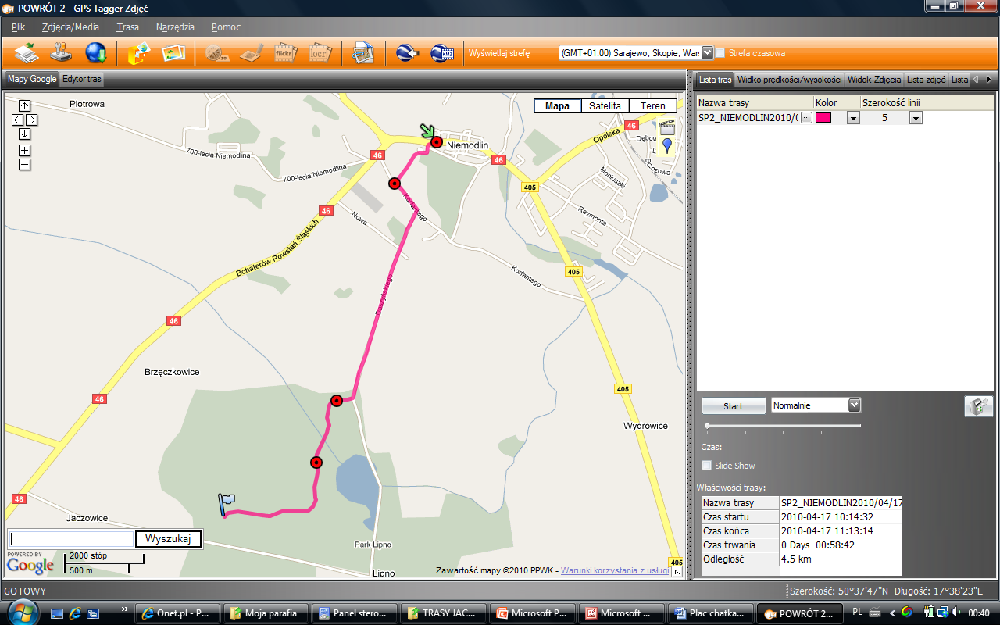 POWRÓT 2 - GPS Tagger Zdjęć
Plik Zdjęcia/Media Trasa Narzędzia Pomoc
flickr locr KMZ Wyświetlaj strefę (GMT+01:00) Sarajewo, Skopie, War Strefa czasowa
Mapy Google Edytor tras
Lista tras Widko prędkości/wysokości Widok Zdjęcia Lista zdjęć Lista
Nazwa trasy Kolor Szerokość linii
SP2_NIEMODLIN2010/0 ... 5
Mapa Satelita Teren
Piotrowa
46
Opolska
Dębow
Niemodlin
700-lecia Niemodlina
46
46
Brzozowa
700-lecia Niemodlina
Moniuszki
405
Korfantego
46
Nowa
Reymonta
Bohaterów Powstań Śląskich
Korfantego
405
Daszyńskiego
46
Brzęczkowice
405
46
Wydrowice
46
Jaczowice
Park Lipno
Lipno
405
Wyszukaj
POWERED BY
Google
2000 stóp
500 m
Zawartość mapy ©2010 PPWK - Warunki korzystania z usługi
Start Normalnie
Czas:
Slide Show
Właściwości trasy:
Nazwa trasy SP2_NIEMODLIN2010/04/17
Czas startu 2010-04-17 10:14:32
Czas końca 2010-04-17 11:13:14
Czas trwania 0 Days 00:58:42
Odległość 4.5 km
GOTOWY
Szerokość: 50°37'47"N Długość: 17°38'23"E
Onet.pl - P... Moja parafia Panel stero... TRASY JAC... Microsoft P... Microsoft ... Plac chatka... POWRÓT 2... PL 00:40